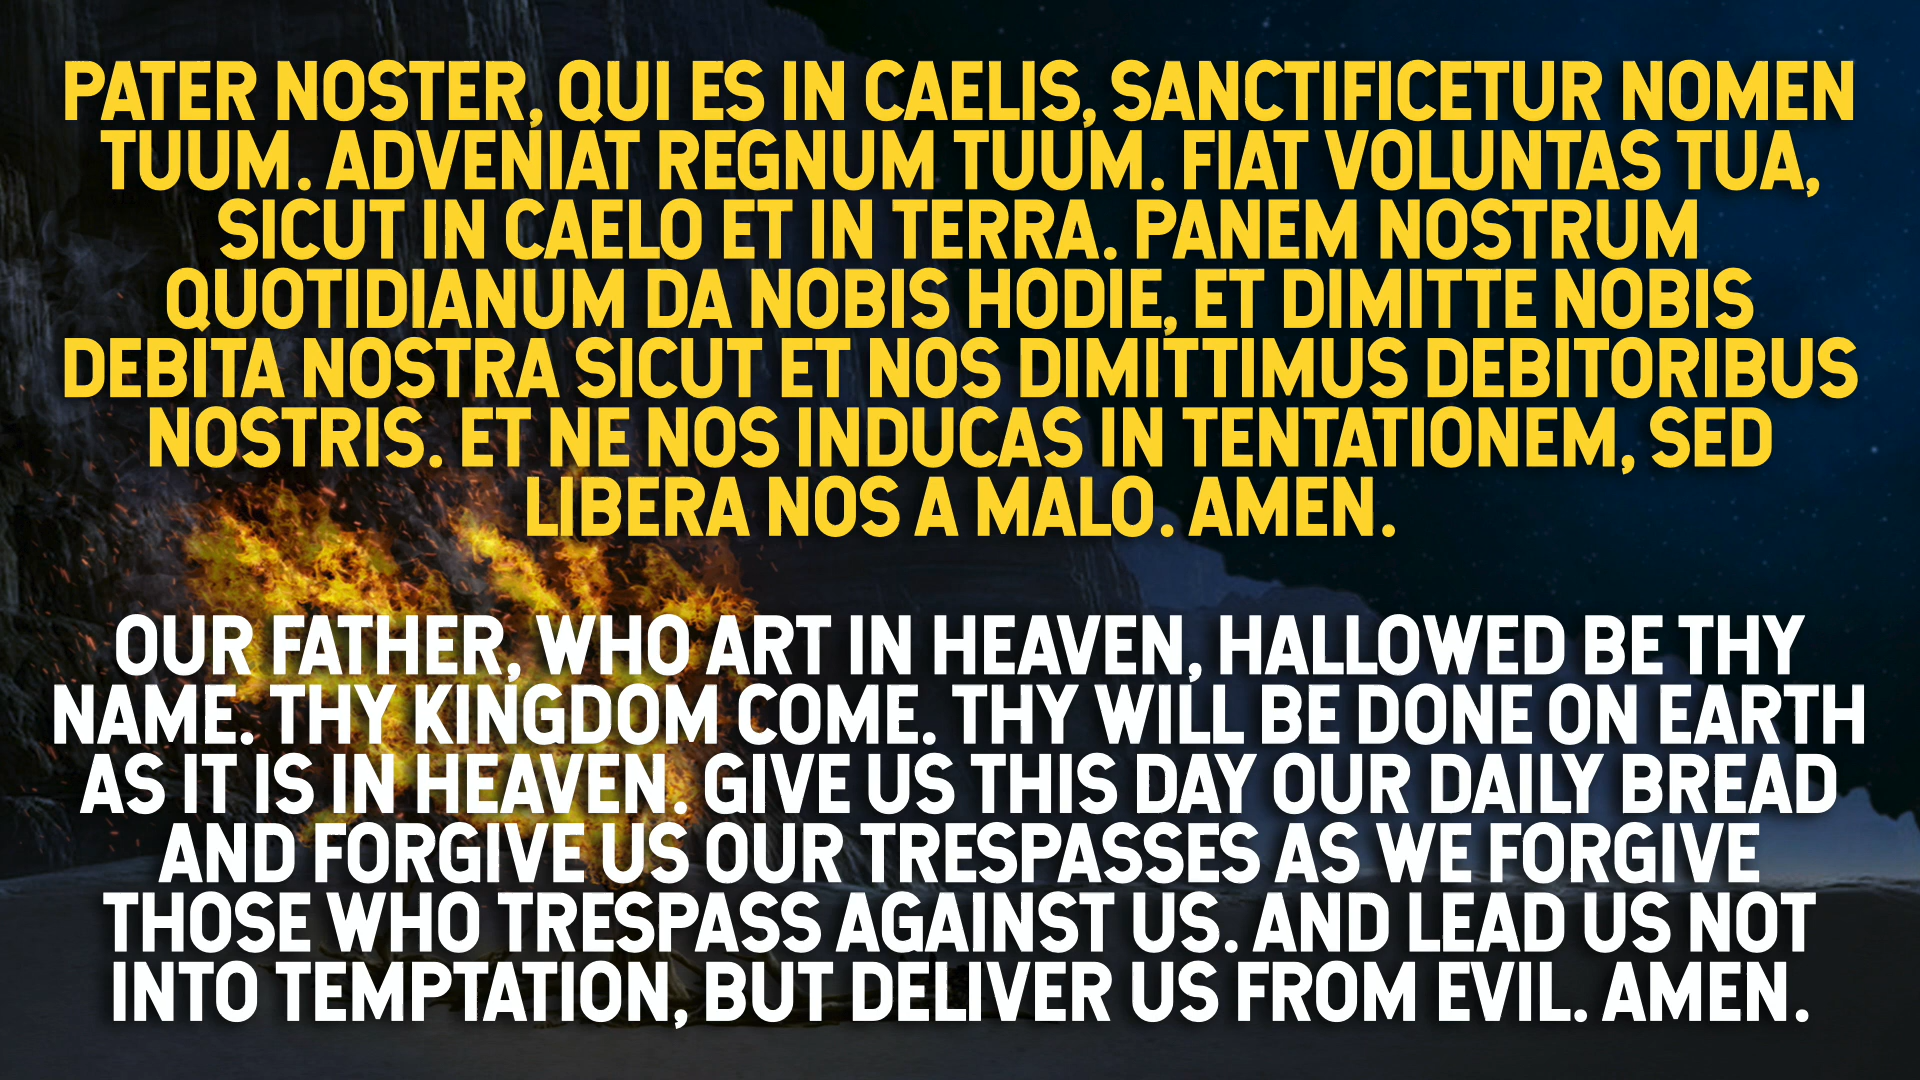 PATER NOSTER, QUI ES IN CAELIS, SANCTIFICETUR NOMEN
TUUM. ADVENIAT REGNUM TUUM. FIAT VOLUNTAS TUA,
SICUT IN CAELO ET IN TERRA. PANEM NOSTRUM
QUOTIDIANUM DA NOBIS HODIE, ET DIMITTE NOBIS
DEBITA NOSTRA SICUT ET NOS DIMITTIMUS DEBITORIBUS
NOSTRIS. ET NE NOS INDUCAS IN TENTATIONEM, SED
LIBERA NOS A MALO. AMEN.
OUR FATHER, WHO ART IN HEAVEN, HALLOWED BE THY
NAME. THY KINGDOM COME. THY WILL BE DONE ON EARTH
AS IT IS IN HEAVEN. GIVE US THIS DAY OUR DAILY BREAD
AND FORGIVE US OUR TRESPASSES AS WE FORGIVE
THOSE WHO TRESPASS AGAINST US. AND LEAD US NOT
INTO TEMPTATION, BUT DELIVER US FROM EVIL. AMEN.